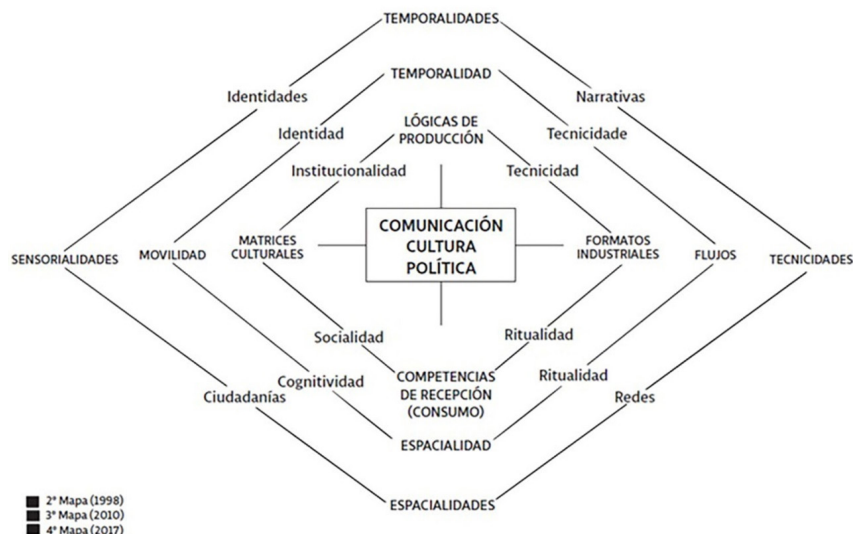 TEMPORALIDADES
TEMPORALIDAD
Identidades
Narrativas
LÓGICAS DE
PRODUCCIÓN
Identidad
Tecnicidade
Institucionalidad
Tecnicidad
COMUNICACIÓN
CULTURA
POLÍTICA
SENSORIALIDADES
MOVILIDAD
MATRICES
CULTURALES
FORMATOS
INDUSTRIALES
FLUJOS
TECNICIDADES
Socialidad
Ritualidad
Cognitividad
COMPETENCIAS
DE RECEPCIÓN
(CONSUMO)
Ritualidad
Ciudadanías
Redes
ESPACIALIDAD
ESPACIALIDADES
2° Mapa (1998)
3° Mapa (2010)
4° Mapa (2017)